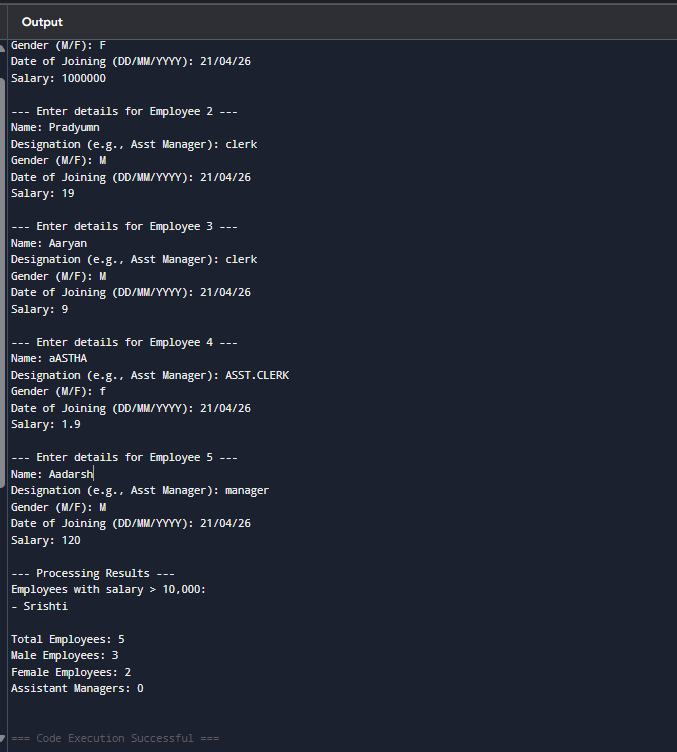 Output
Gender (M/F): F
Date of Joining (DD/MM/YYYY): 21/04/26
Salary: 1000000
--- Enter details for Employee 2 ---
Name: Pradyumn
Designation (e.g., Asst Manager): clerk
Gender (M/F): M
Date of Joining (DD/MM/YYYY): 21/04/26
Salary: 19
--- Enter details for Employee 3 ---
Name: Aaryan
Designation (e.g., Asst Manager): clerk
Gender (M/F): M
Date of Joining (DD/MM/YYYY): 21/04/26
Salary: 9
--- Enter details for Employee 4 ---
Name: aASTHA
Designation (e.g., Asst Manager): ASST.CLERK
Gender (M/F): f
Date of Joining (DD/MM/YYYY): 21/04/26
Salary: 1.9
--- Enter details for Employee 5 ---
Name: Aadarsh
Designation (e.g., Asst Manager): manager
Gender (M/F): M
Date of Joining (DD/MM/YYYY): 21/04/26
Salary: 120
--- Processing Results ---
Employees with salary > 10,000:
- Srishti
Total Employees: 5
Male Employees: 3
Female Employees: 2
Assistant Managers: 0
=== Code Execution Successful ===